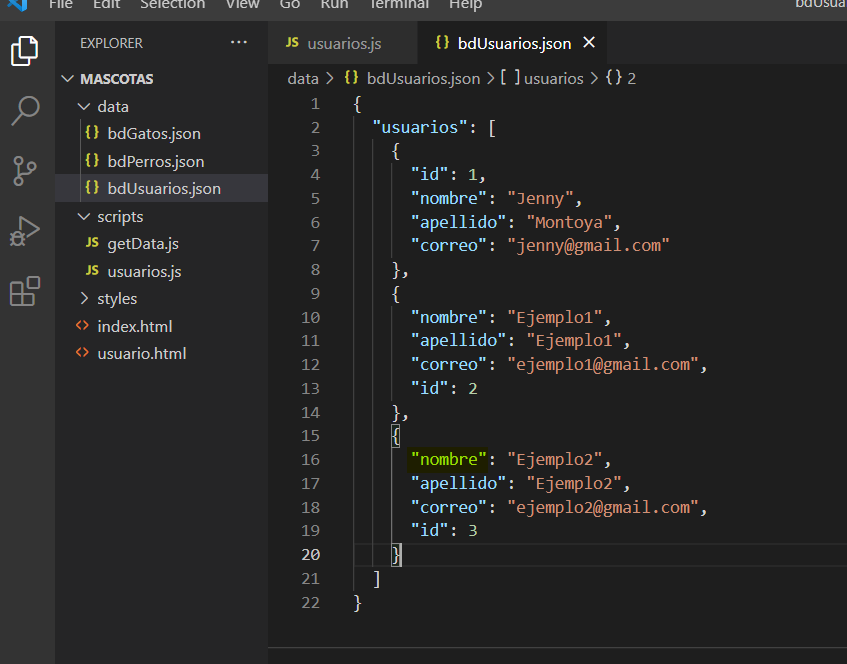 File Edit Selection View Go Run Terminal Help
EXPLORER ...
MASCOTAS
data
{} bdGatos.json
{} bdPerros.json
{} bdUsuarios.json
scripts
JS getData.js
JS usuarios.js
styles
<> index.html
<> usuario.html
JS usuarios.js {} bdUsuarios.json ×
data > {} bdUsuarios.json > [ ] usuarios > {} 2
1 {
2 "usuarios": [
3 {
4 "id": 1,
5 "nombre": "Jenny",
6 "apellido": "Montoya",
7 "correo": "jenny@gmail.com"
8 },
9 {
10 "nombre": "Ejemplo1",
11 "apellido": "Ejemplo1",
12 "correo": "ejemplo1@gmail.com",
13 "id": 2
14 },
15 {
16 "nombre": "Ejemplo2",
17 "apellido": "Ejemplo2",
18 "correo": "ejemplo2@gmail.com",
19 "id": 3
20 }
21 ]
22 }